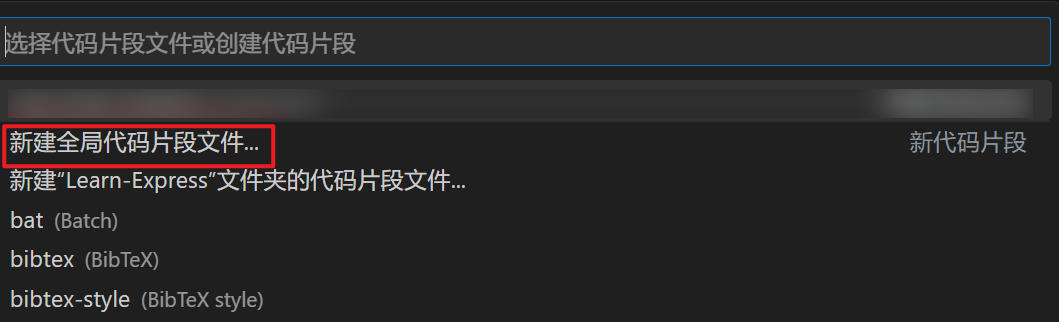 选择代码片段文件或创建代码片段
新建全局代码片段文件... 新代码片段
新建“Learn-Express”文件夹的代码片段文件...
bat (Batch)
bibtex (BibTeX)
bibtex-style (BibTeX style)